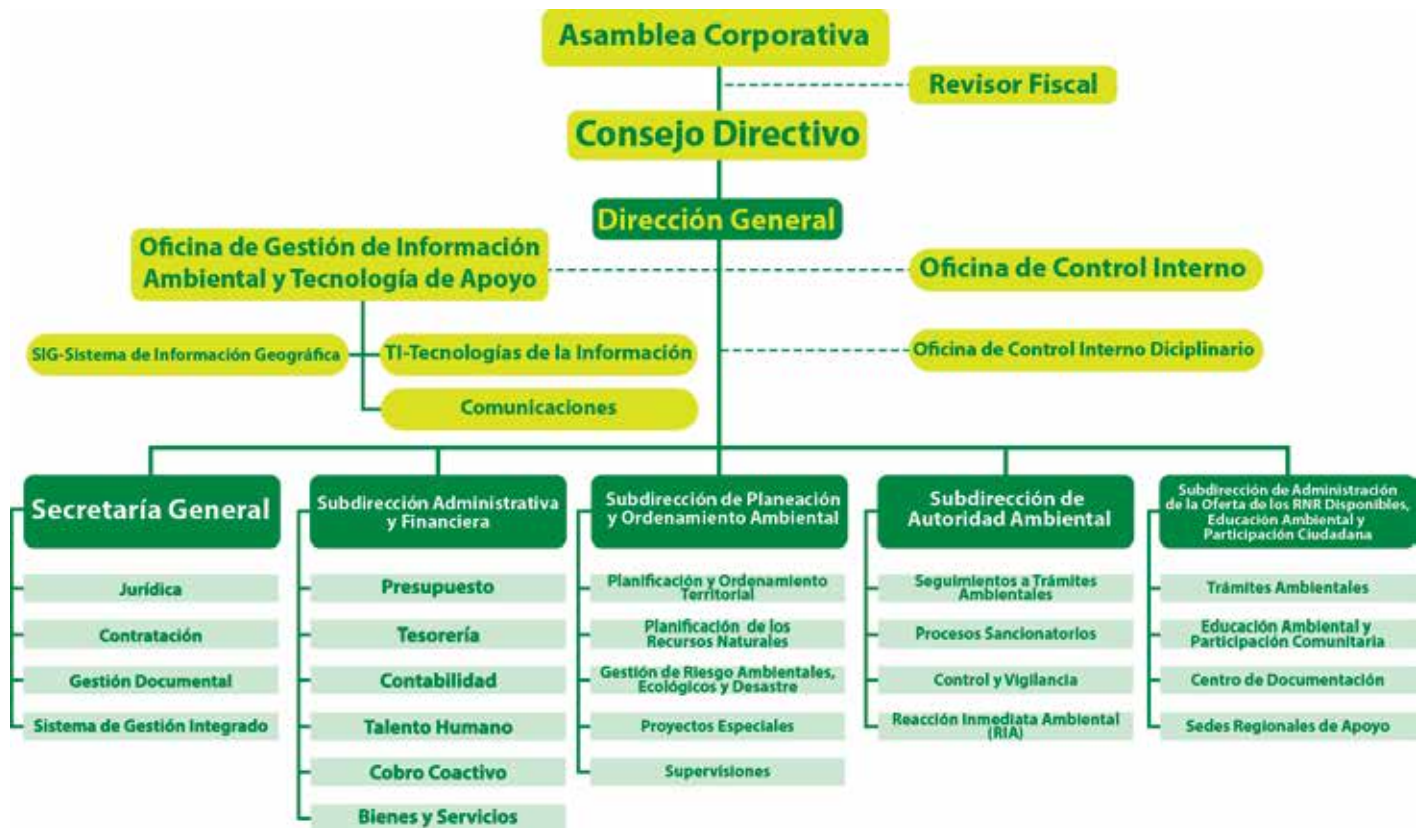 Asamblea Corporativa
Revisor Fiscal
Consejo Directivo
Dirección General
Oficina de Gestión de Información
Ambiental y Tecnología de Apoyo
Oficina de Control Interno
SIG-Sistema de Información Geográfica
TI-Tecnologías de la Información
Oficina de Control Interno Diciplinario
Comunicaciones
Secretaría General
Jurídica
Contratación
Gestión Documental
Sistema de Gestión Integrado
Subdirección Administrativa
y Financiera
Presupuesto
Tesorería
Contabilidad
Talento Humano
Cobro Coactivo
Bienes y Servicios
Subdirección de Planeación
y Ordenamiento Ambiental
Planificación y Ordenamiento
Territorial
Planificación de los
Recursos Naturales
Gestión de Riesgo Ambientales,
Ecológicos y Desastre
Proyectos Especiales
Supervisiones
Subdirección de
Autoridad Ambiental
Seguimientos a Trámites
Ambientales
Procesos Sancionatorios
Control y Vigilancia
Reacción Inmediata Ambiental
(RIA)
Subdirección de Administración
de la Oferta de los RNR Disponibles,
Educación Ambiental y
Participación Ciudadana
Trámites Ambientales
Educación Ambiental y
Participación Comunitaria
Centro de Documentación
Sedes Regionales de Apoyo